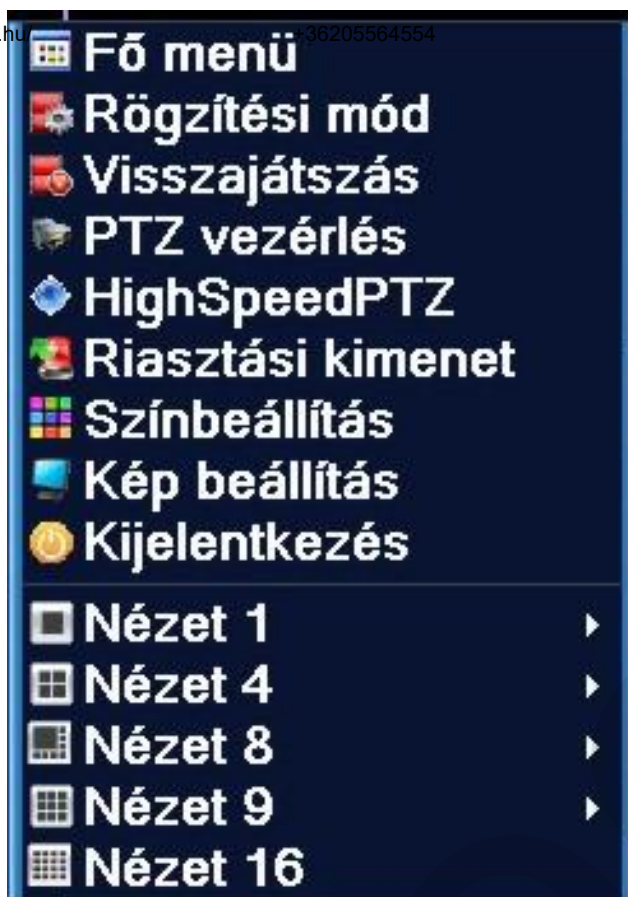 .hu/ +36205564554
Fő menü
Rögzítési mód
Visszajátszás
PTZ vezérlés
HighSpeedPTZ
Riasztási kimenet
Színbeállítás
Kép beállítás
Kijelentkezés
Nézet 1
Nézet 4
Nézet 8
Nézet 9
Nézet 16